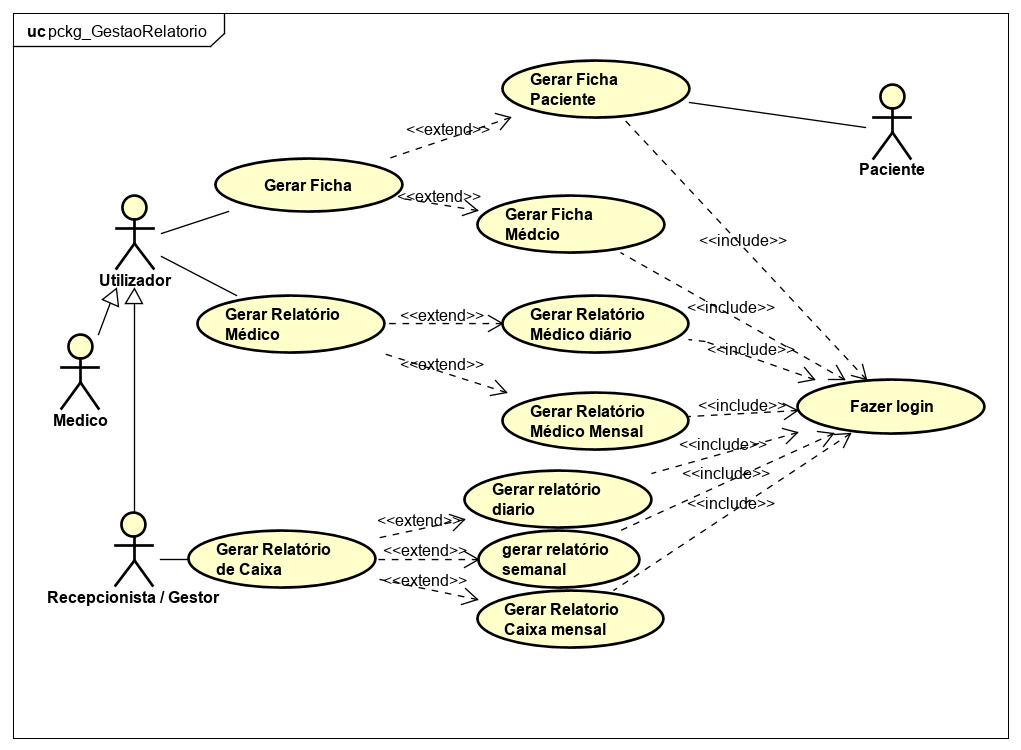 uc pckg_GestaoRelatorio
Gerar Ficha
Paciente
<<extend>>
Paciente
Gerar Ficha
<<extend>>
Gerar Ficha
Médcio
<<include>>
Utilizador
Gerar Relatório
Médico
<<extend>>
Gerar Relatório
Médico diário
<<include>>
<<include>>
<<extend>>
Medico
Gerar Relatório
Médico Mensal
<<include>>
Fazer login
<<include>>
Gerar relatório
diario
<<include>>
<<include>>
<<extend>>
Gerar Relatório
de Caixa
<<extend>>
gerar relatório
semanal
<<extend>>
Recepcionista / Gestor
Gerar Relatorio
Caixa mensal